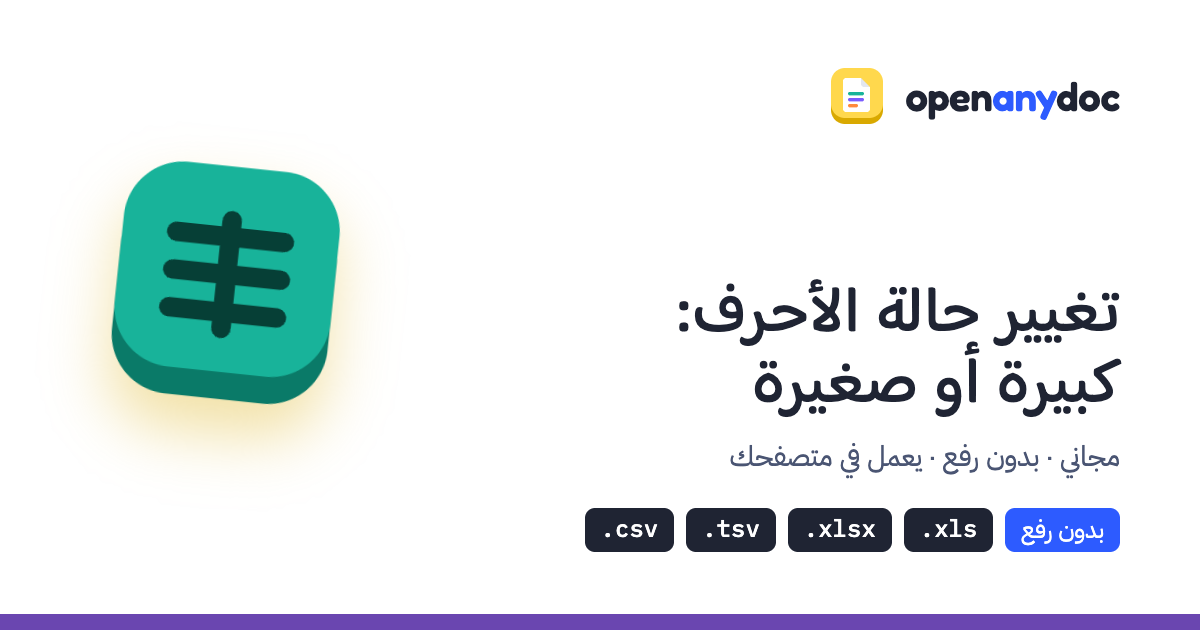 openanydoc
تغيير حالة الأحرف:
كبيرة أو صغيرة
مجاني · بدون رفع · يعمل في متصفحك
بدون رفع .xls .xlsx .tsv .csv